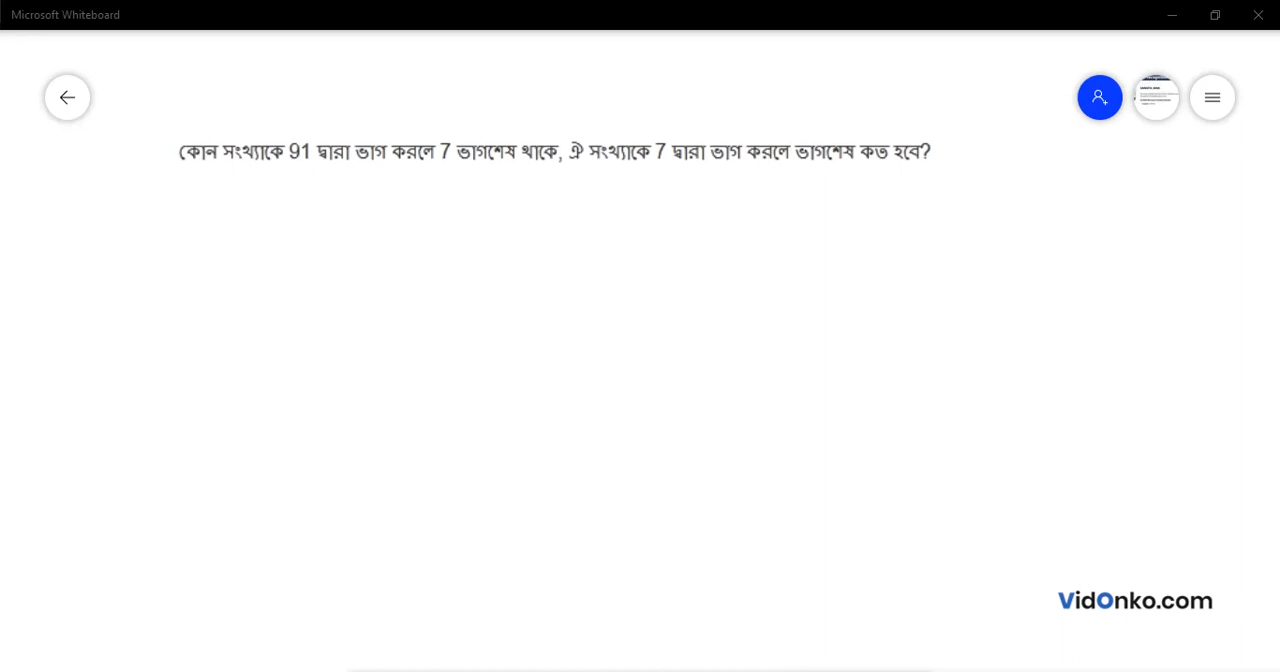 Microsoft Whiteboard
কোন সংখ্যাকে 91 দ্বারা ভাগ করলে 7 ভাগশেষ থাকে, ঐ সংখ্যাকে 7 দ্বারা ভাগ করলে ভাগশেষ কত হবে?
VidOnko.com